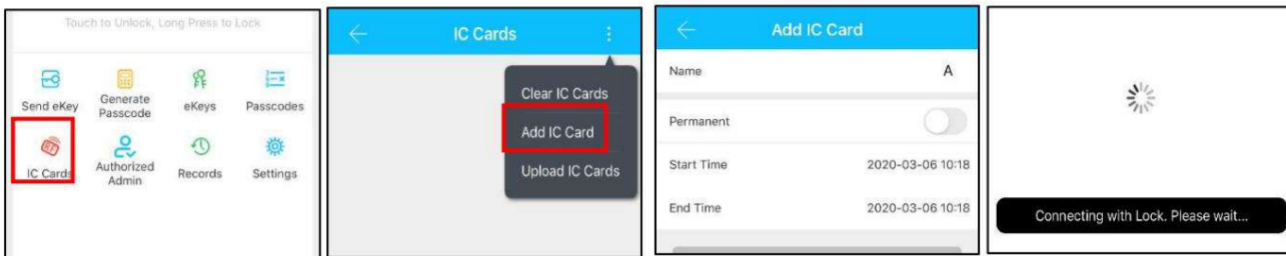 Touch to Unlock, Long Press to Lock
Send eKey
Generate
Passcode
eKeys
Passcodes
IC Cards
Authorized
Admin
Records
Settings
IC Cards
Clear IC Cards
Add IC Card
Upload IC Cards
Add IC Card
Name A
Permanent
Start Time 2020-03-06 10:18
End Time 2020-03-06 10:18
Connecting with Lock. Please wait...